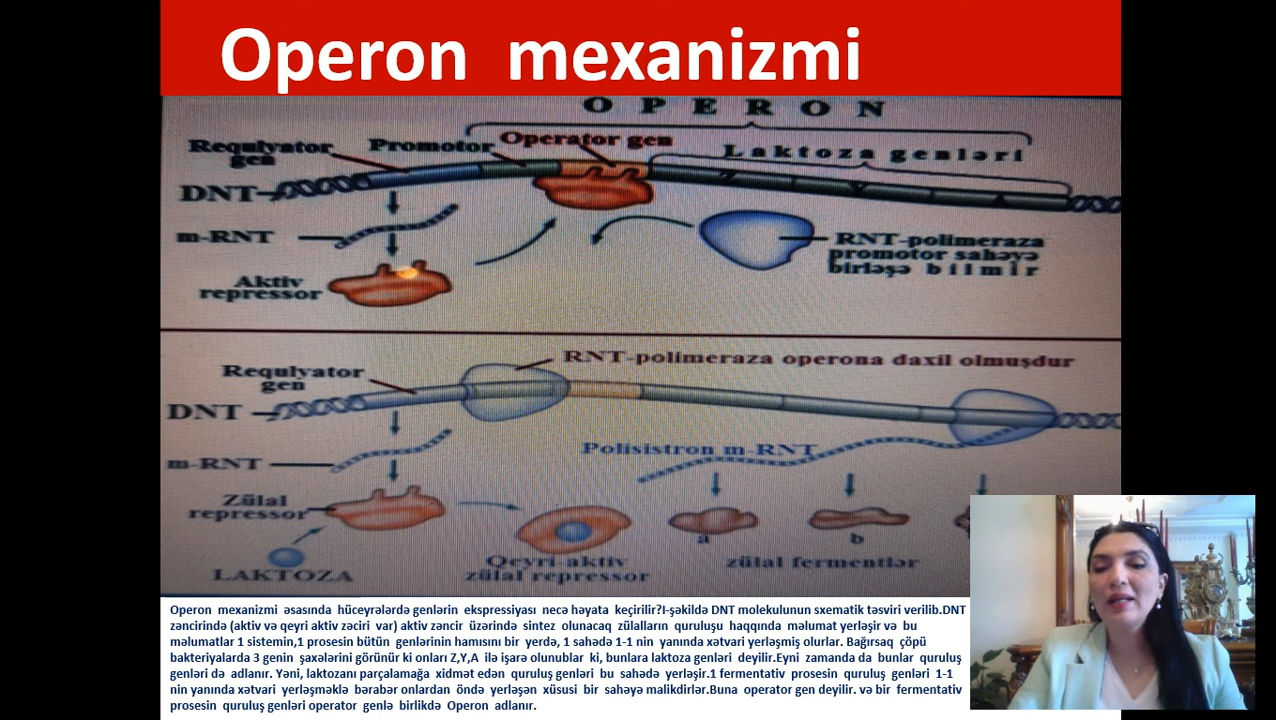 Operon mexanizmi
OPERON
Requlyator gen
Promotor
Operator gen
Laktoza genləri
DNT
m-RNT
Aktiv repressor
RNT-polimeraza
promotor sahəyə
birləşə bilmir
RNT-polimeraza operona daxil olmuşdur
Requlyator gen
DNT
Polisistron m-RNT
m-RNT
Zülal repressor
a
b
LAKTOZA
Qeyri-aktiv
zülal repressor
zülal fermentlər
Operon mexanizmi əsasında hüceyrələrdə genlərin ekspressiyası necə həyata keçirilir?I-şəkildə DNT molekulunun sxematik təsviri verilib.DNT
zəncirində (aktiv və qeyri aktiv zəciri var) aktiv zəncir üzərində sintez olunacaq zülalların quruluşu haqqında məlumat yerləşir və bu
məlumatlar 1 sistemin,1 prosesin bütün genlərinin hamısını bir yerdə, 1 sahədə 1-1 nin yanında xətvari yerləşmiş olurlar. Bağırsaq çöpü
bakteriyalarda 3 genin şaxələrini görünür ki onları Z,Y,A ilə işarə olunublar ki, bunlara laktoza genləri deyilir.Eyni zamanda da bunlar quruluş
genləri də adlanır. Yəni, laktozanı parçalamağa xidmət edən quruluş genləri bu sahədə yerləşir.1 fermentativ prosesin quruluş genləri 1-1
nin yanında xətvari yerləşməklə bərabər onlardan öndə yerləşən xüsusi bir sahəyə malikdirlər.Buna operator gen deyilir. və bir fermentativ
prosesin quruluş genləri operator genlə birlikdə Operon adlanır.